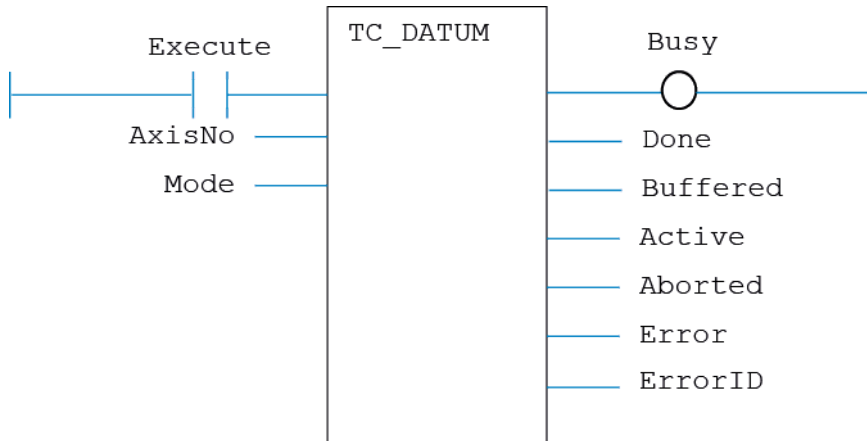 TC_DATUM
Execute
Busy
AxisNo
Done
Mode
Buffered
Active
Aborted
Error
ErrorID